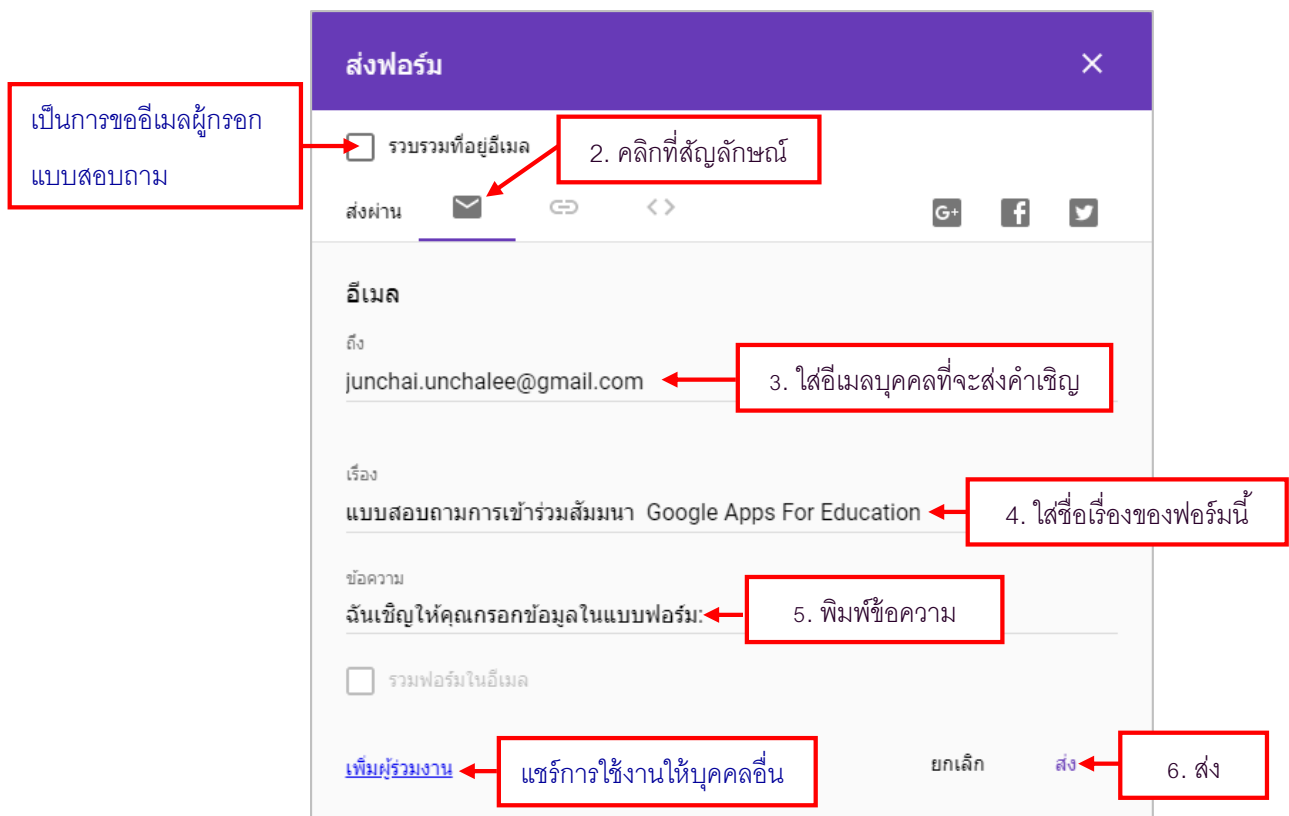 ส่งฟอร์ม
เป็นการขออีเมลผู้กรอก
แบบสอบถาม
รวบรวมที่อยู่อีเมล
2. คลิกที่สัญลักษณ์
ส่งผ่าน
G+
อีเมล
ถึง
junchai.unchalee@gmail.com
3. ใส่อีเมลบุคคลที่จะส่งคำเชิญ
เรื่อง
แบบสอบถามการเข้าร่วมสัมมนา Google Apps For Education
4. ใส่ชื่อเรื่องของฟอร์มนี้
ข้อความ
ฉันเชิญให้คุณกรอกข้อมูลในแบบฟอร์ม:
5. พิมพ์ข้อความ
รวมฟอร์มในอีเมล
เพิ่มผู้ร่วมงาน
แชร์การใช้งานให้บุคคลอื่น
ยกเลิก
ส่ง
6. ส่ง